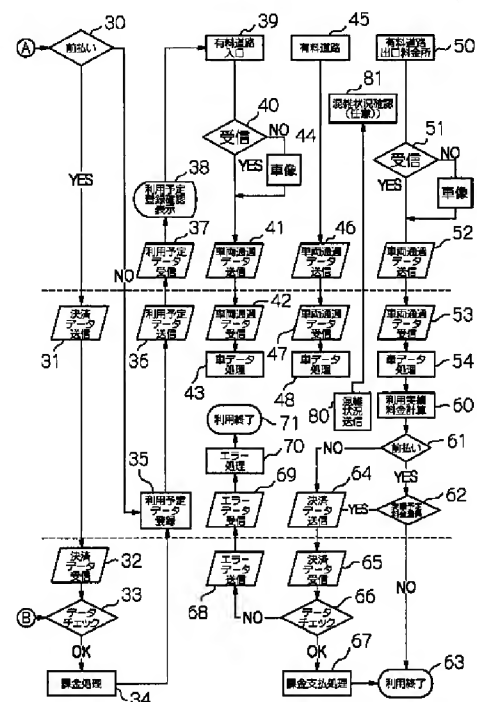 30
A
前払い
YES
NO
決済
データ
送信
31
32
決済
データ
受信
33
B
データ
チェック
OK
課金処理
34
35
利用予定
データ
登録
36
利用予定
データ
送信
37
利用予定
データ
受信
38
利用予定
登録確認
表示
39
有料道路
入口
40
受信
NO
YES
44
車像
41
車両通過
データ
送信
42
車両通過
データ
受信
43
車データ
処理
45
有料道路
46
車両通過
データ
送信
47
車両通過
データ
受信
48
車データ
処理
81
混雑状況確認
(任意)
80
混雑
状況
送信
50
有料道路
出口料金所
51
受信
NO
YES
車像
52
車両通過
データ
送信
53
車両通過
データ
受信
54
車データ
処理
60
利用実績
料金計算
61
前払い
NO
YES
62
YES
NO
63
利用終了
64
決済
データ
送信
65
決済
データ
受信
66
データ
チェック
NO
OK
67
課金支払処理
68
エラー
データ
送信
69
エラー
データ
受信
70
エラー
処理
71
利用終了